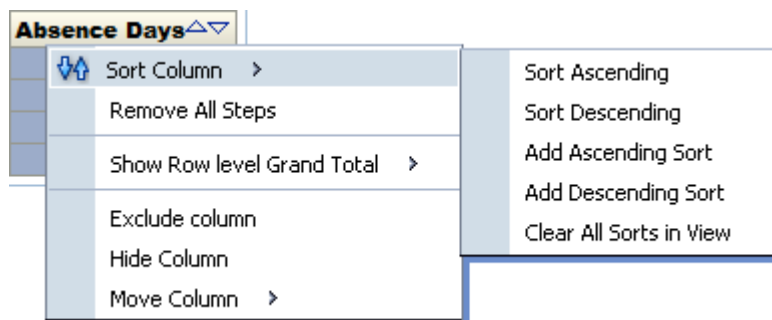 Absence Days
Sort Column
Remove All Steps
Show Row level Grand Total
Exclude column
Hide Column
Move Column
Sort Ascending
Sort Descending
Add Ascending Sort
Add Descending Sort
Clear All Sorts in View